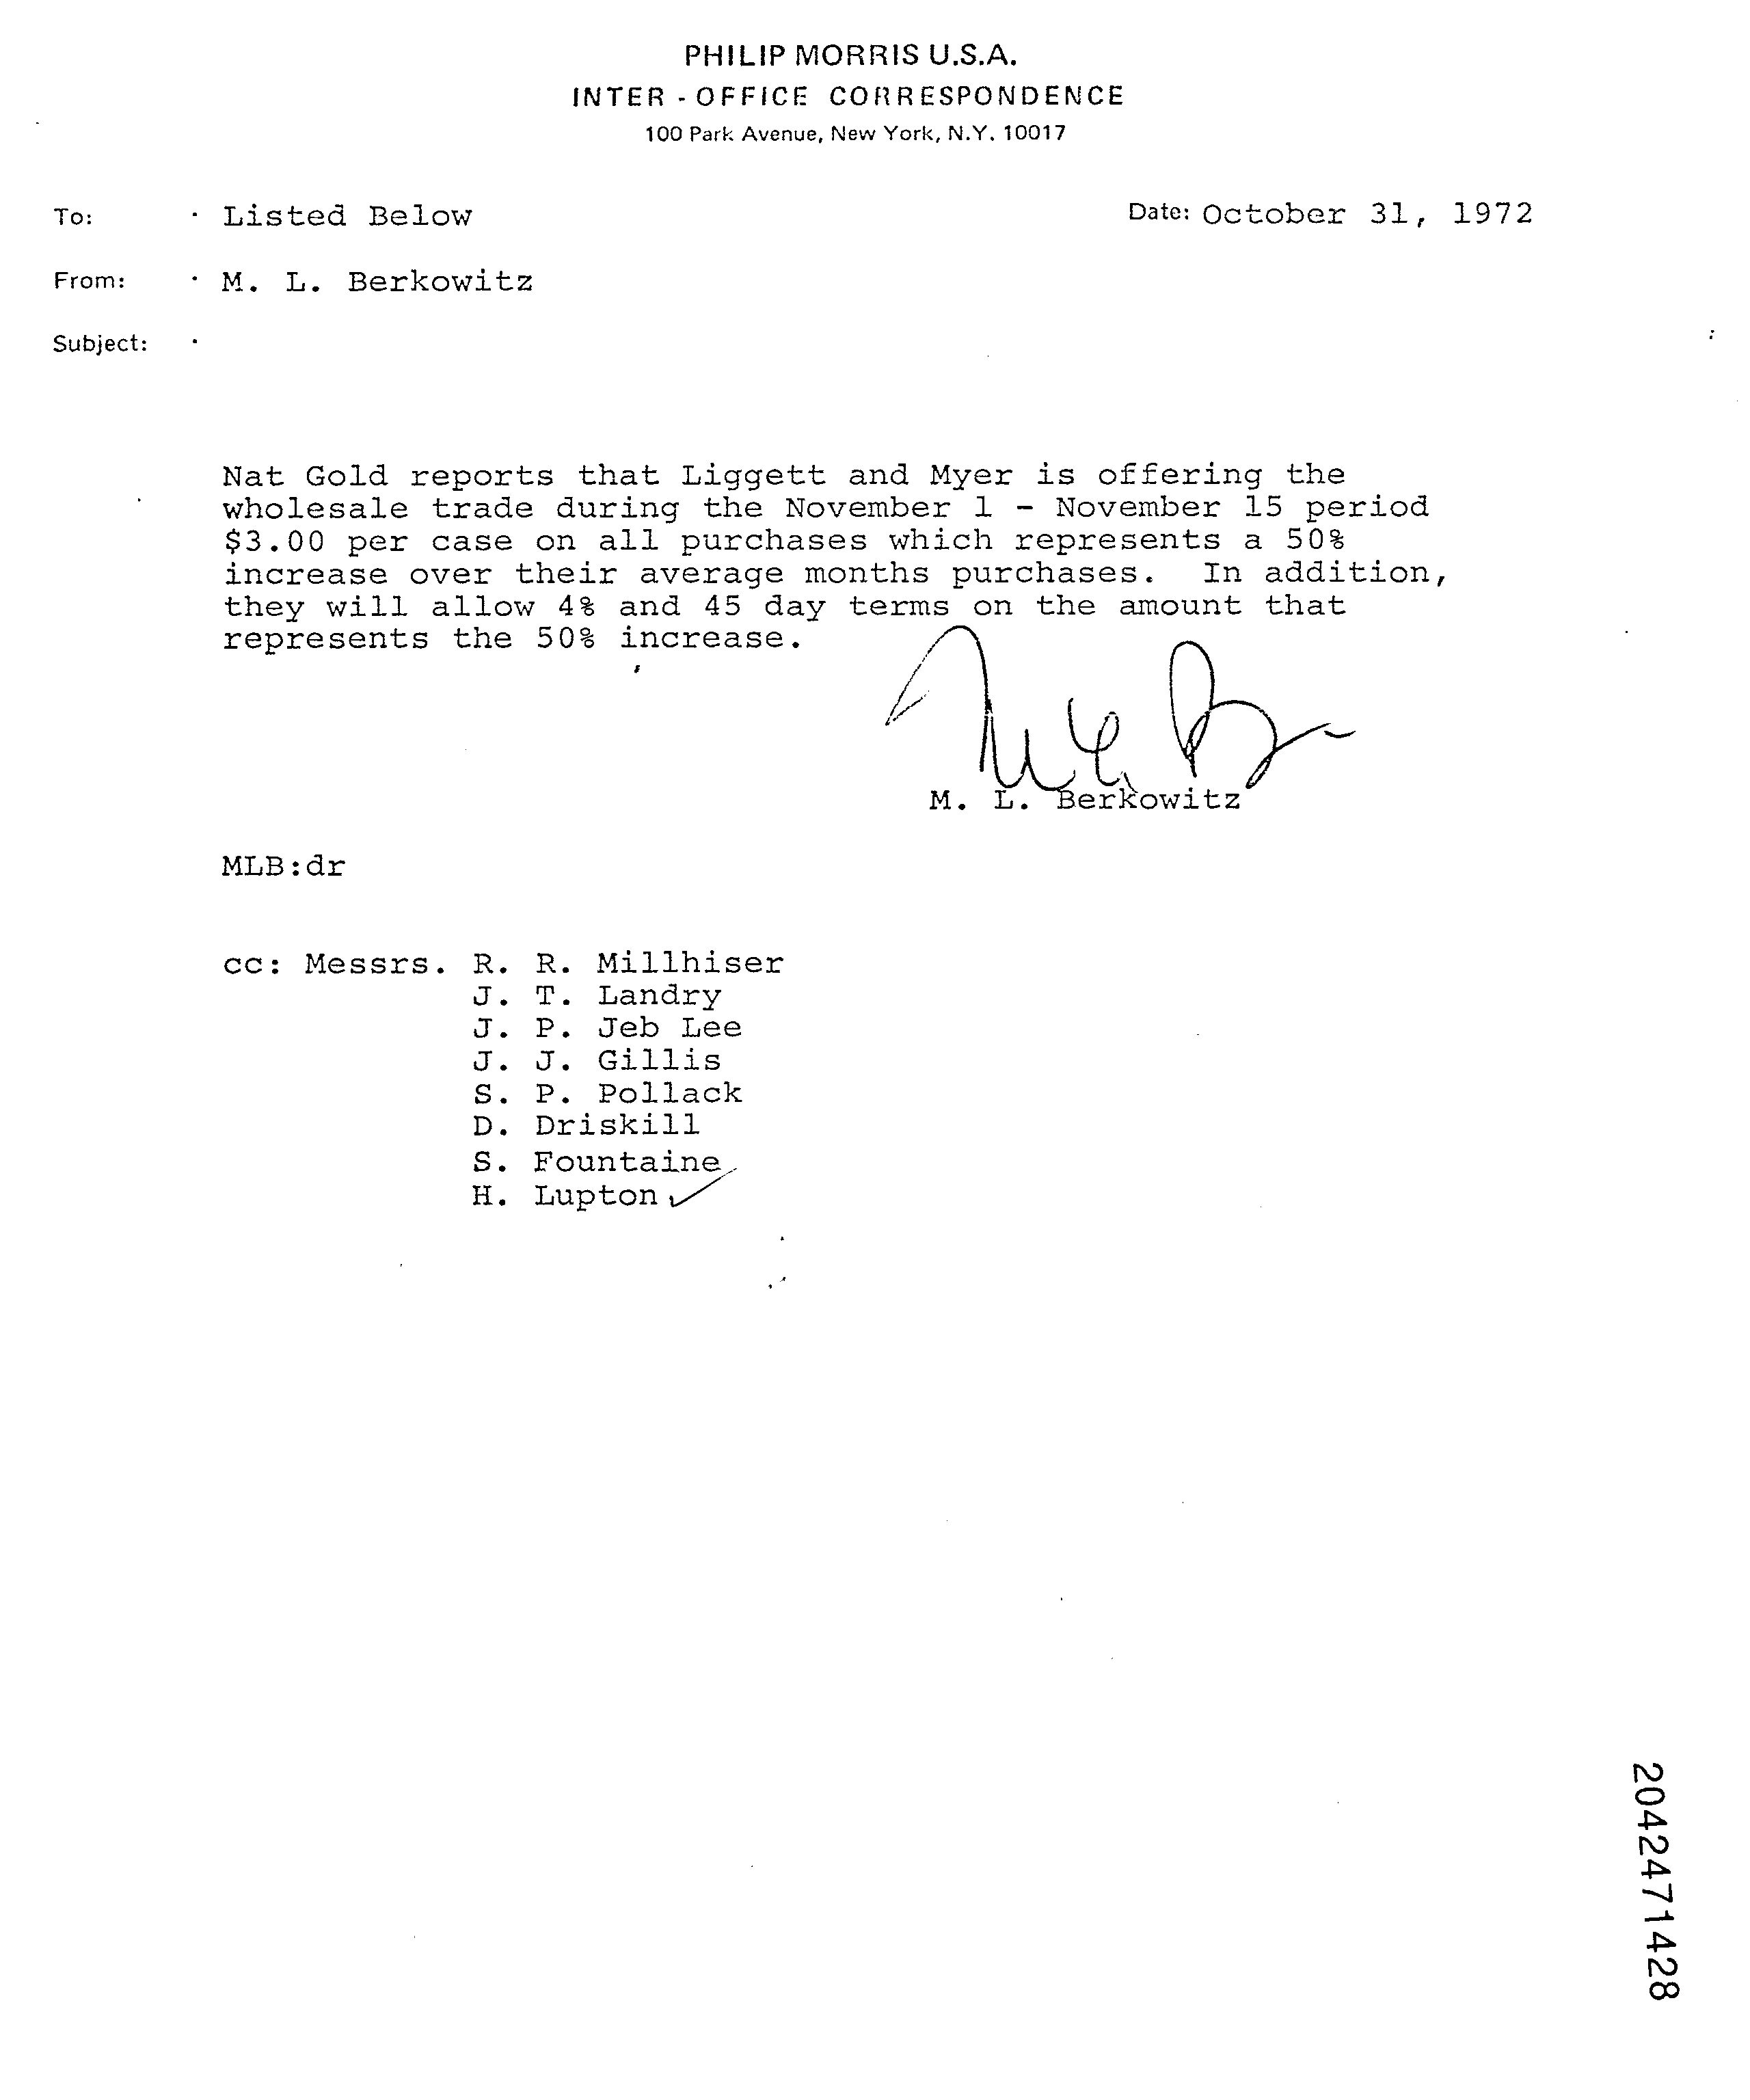 PHILIP MORRIS U.S.A.
INTER - OFFICE CORRESPONDENCE
100 Park Avenue, New York, N.Y. 10017
To: Listed Below Date: October 31, 1972
From: M. L. Berkowitz
Subject:
Nat Gold reports that Liggett and Myer is offering the
wholesale trade during the November 1 - November 15 period
$3.00 per case on all purchases which represents a 50%
increase over their average months purchases. In addition,
they will allow 4% and 45 day terms on the amount that
represents the 50% increase.
M. L. Berkowitz
MLB:dr
cc: Messrs. R. R. Millhiser
J. T. Landry
J. P. Jeb Lee
J. J. Gillis
S. P. Pollack
D. Driskill
S. Fountaine
H. Lupton
2042471428